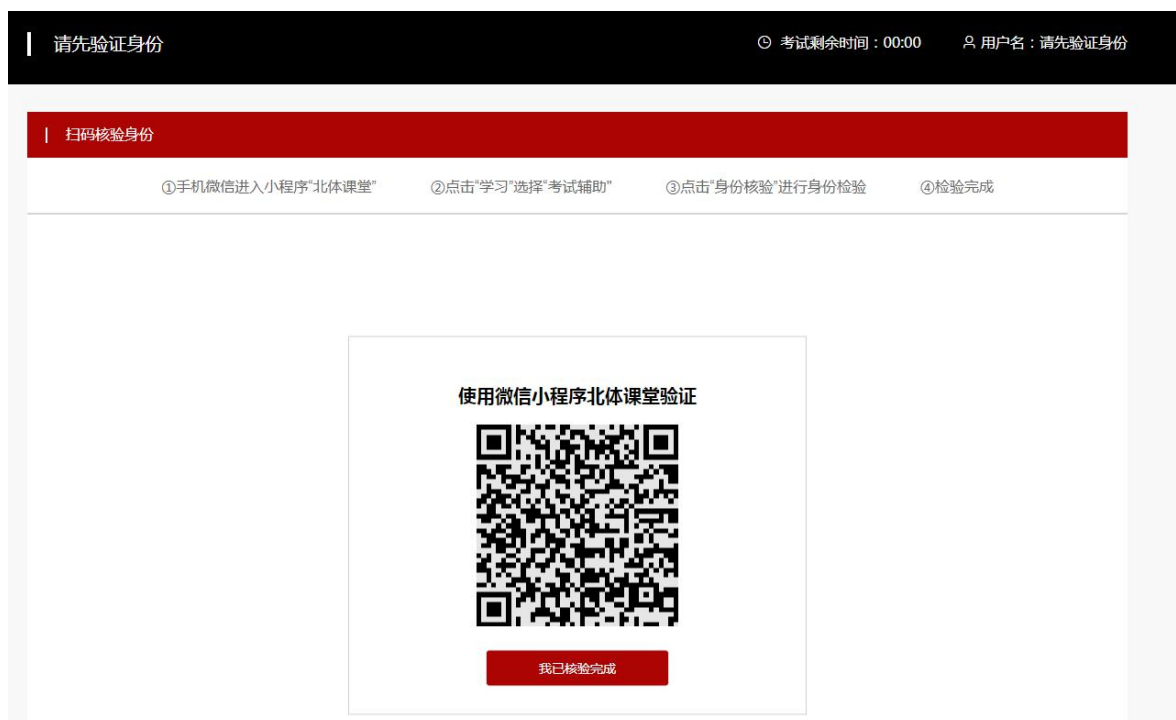 请先验证身份
考试剩余时间：00:00 用户名：请先验证身份
扫码核验身份
①手机微信进入小程序“北体课堂” ②点击“学习”选择“考试辅助” ③点击“身份核验”进行身份检验 ④检验完成
使用微信小程序北体课堂验证
我已核验完成